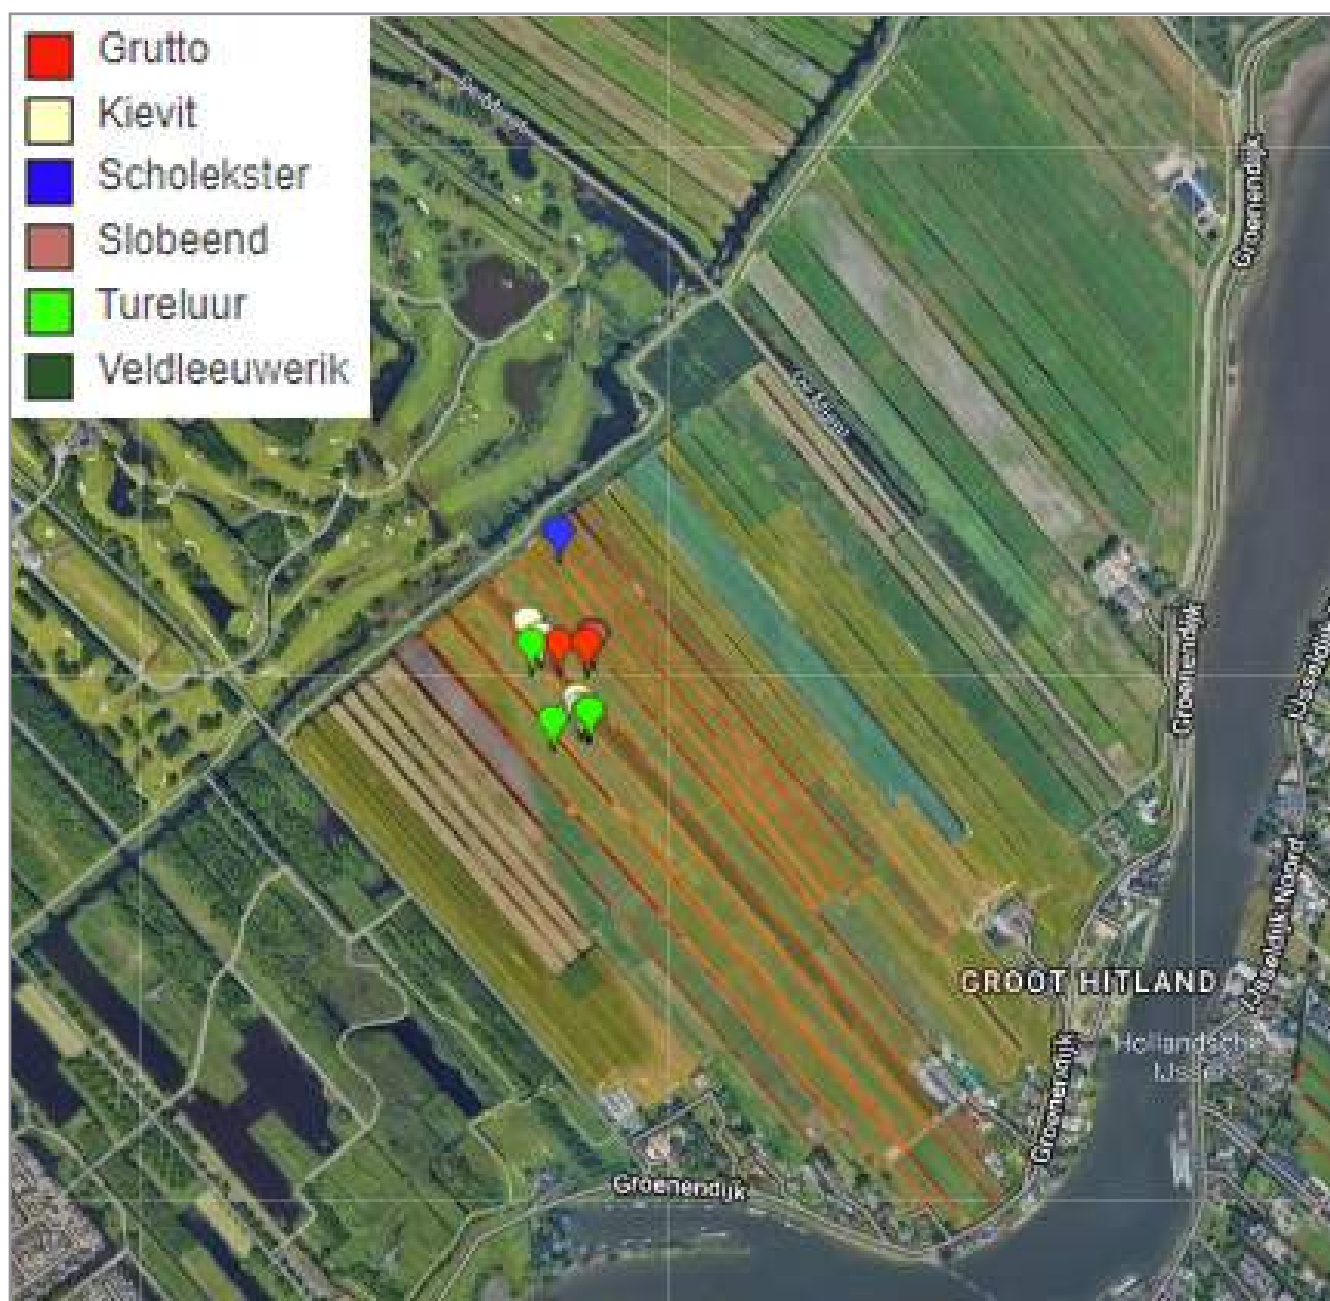 Grutto
Kievit
Scholekster
Slobeend
Tureluur
Veldleeuwerik
Groenendijk
Groenendijk
IJsseldijk-Noord
GROOT HITLAND
Hollandsche
IJssel
Groenendijk
Groenendijk